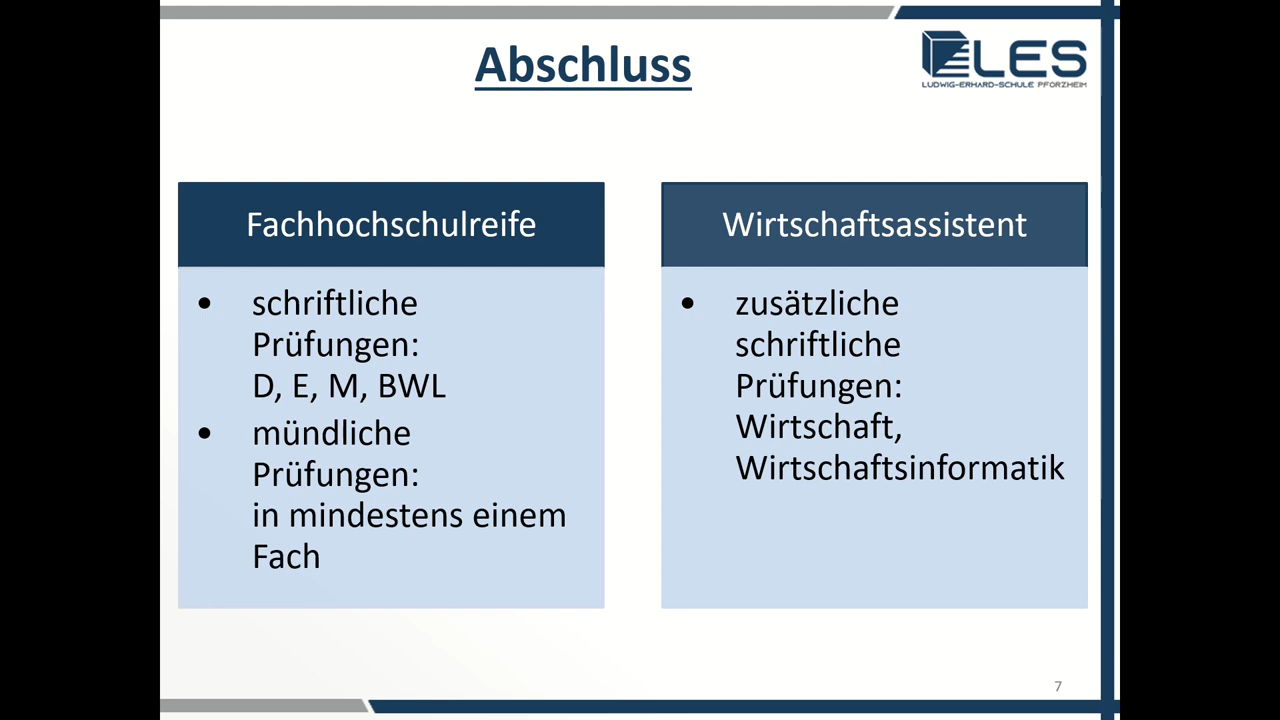 Abschluss
LES
LUDWIG-ERHARD-SCHULE PFORZHEIM
Fachhochschulreife
• schriftliche
Prüfungen:
D, E, M, BWL
• mündliche
Prüfungen:
in mindestens einem
Fach
Wirtschaftsassistent
• zusätzliche
schriftliche
Prüfungen:
Wirtschaft,
Wirtschaftsinformatik
7